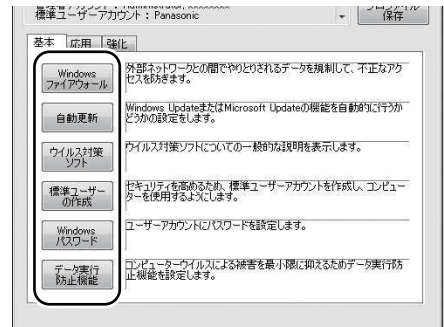 標準ユーザーアカウント : Panasonic
保存
基本 応用 強化
Windows
ファイアウォール
外部ネットワークとの間でやりとりされるデータを規制して、不正なアク
セスを防ぎます。
自動更新
Windows UpdateまたはMicrosoft Updateの機能を自動的に行うか
どうかの設定をします。
ウイルス対策
ソフト
ウイルス対策ソフトについての一般的な説明を表示します。
標準ユーザー
の作成
セキュリティを高めるため、標準ユーザーアカウントを作成し、コンピュー
ターを使用するようにします。
Windows
パスワード
ユーザーアカウントにパスワードを設定します。
データ実行
防止機能
コンピューターウイルスによる被害を最小限に抑えるためデータ実行防
止機能を設定します。